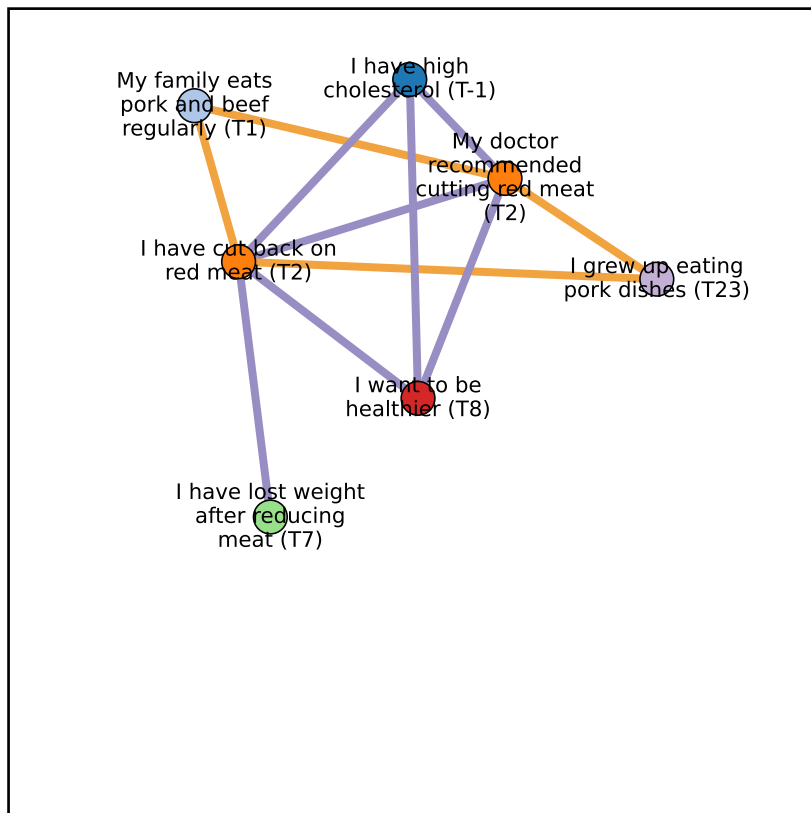 I have high
cholesterol (T-1)
My family eats
pork and beef
regularly (T1)
My doctor
recommended
cutting red meat
(T2)
I have cut back on
red meat (T2)
I grew up eating
pork dishes (T23)
I want to be
healthier (T8)
I have lost weight
after reducing
meat (T7)